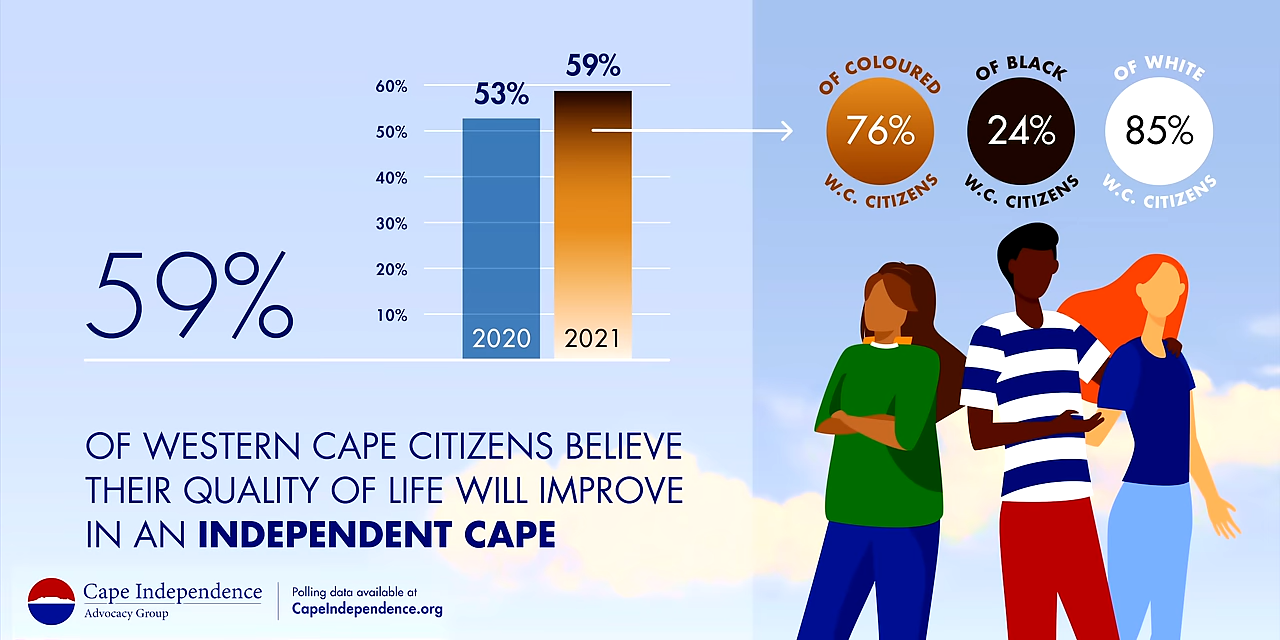 60%
50%
40%
30%
20%
10%
53%
59%
2020
2021
59%
OF WESTERN CAPE CITIZENS BELIEVE
THEIR QUALITY OF LIFE WILL IMPROVE
IN AN INDEPENDENT CAPE
Cape Independence
Advocacy Group
Polling data available at
CapeIndependence.org
OF COLOURED
76%
W.C. CITIZENS
OF BLACK
24%
W.C. CITIZENS
OF WHITE
85%
W.C. CITIZENS